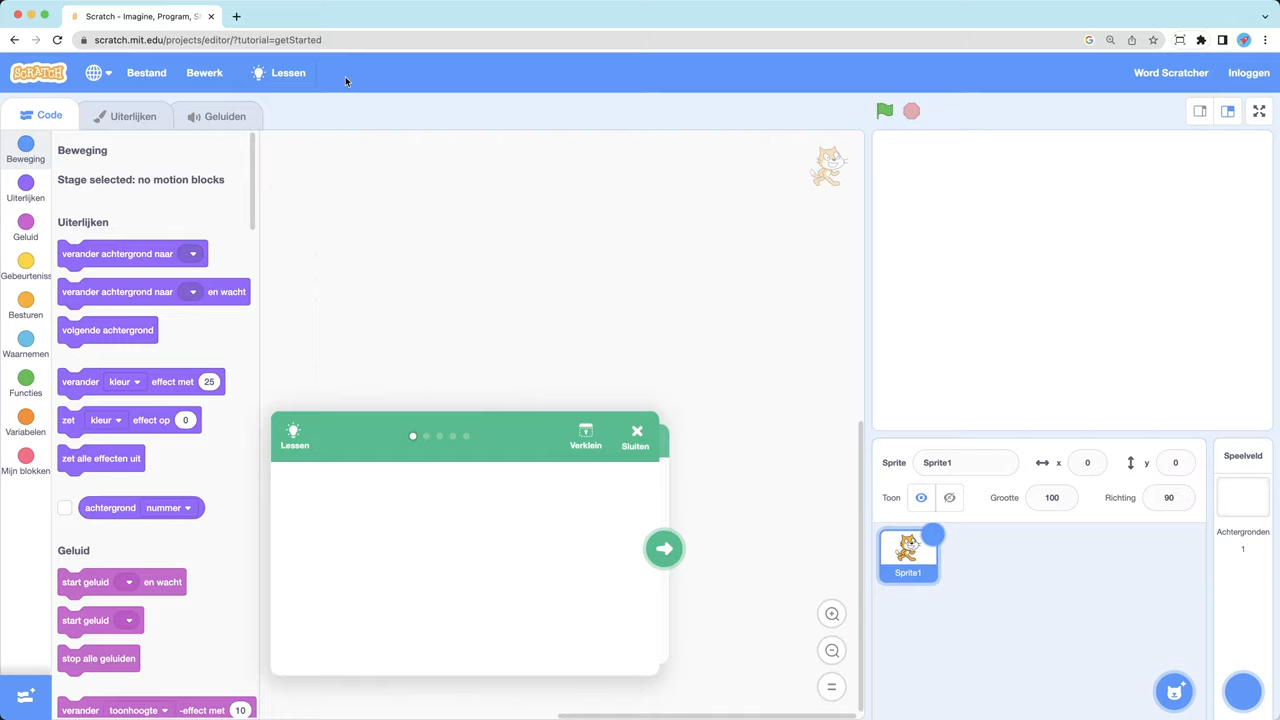 Scratch - Imagine, Program, S
scratch.mit.edu/projects/editor/?tutorial=getStarted
SCRATCH
Bestand
Bewerk
Lessen
Word Scratcher
Inloggen
Code
Uiterlijken
Geluiden
Beweging
Uiterlijken
Geluid
Gebeurteniss
Besturen
Waarnemen
Functies
Variabelen
Mijn blokken
Beweging
Stage selected: no motion blocks
Uiterlijken
verander achtergrond naar
verander achtergrond naar en wacht
volgende achtergrond
verander kleur effect met 25
zet kleur effect op 0
zet alle effecten uit
achtergrond nummer
Geluid
start geluid en wacht
start geluid
stop alle geluiden
verander toonhoogte -effect met 10
Lessen
Verklein
Sluiten
Sprite Sprite1 x 0 y 0
Toon Grootte 100 Richting 90
Sprite1
Speelveld
Achtergronden
1